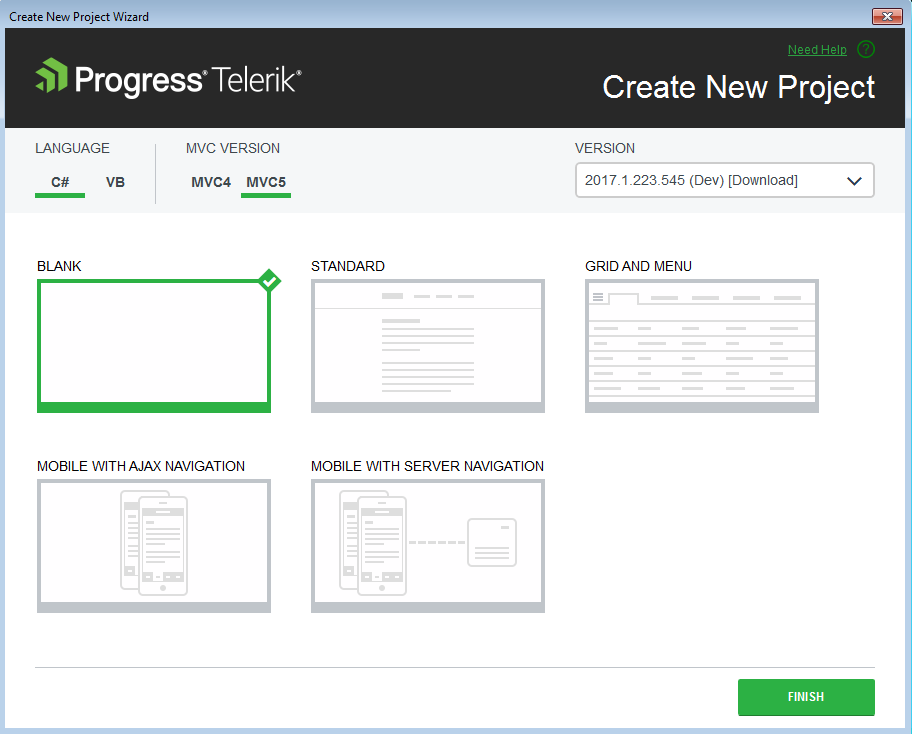 Create New Project Wizard
Need Help ?
Progress® Telerik®
Create New Project
LANGUAGE
C# VB
MVC VERSION
MVC4 MVC5
VERSION
2017.1.223.545 (Dev) [Download]
BLANK
STANDARD
GRID AND MENU
MOBILE WITH AJAX NAVIGATION
MOBILE WITH SERVER NAVIGATION
FINISH